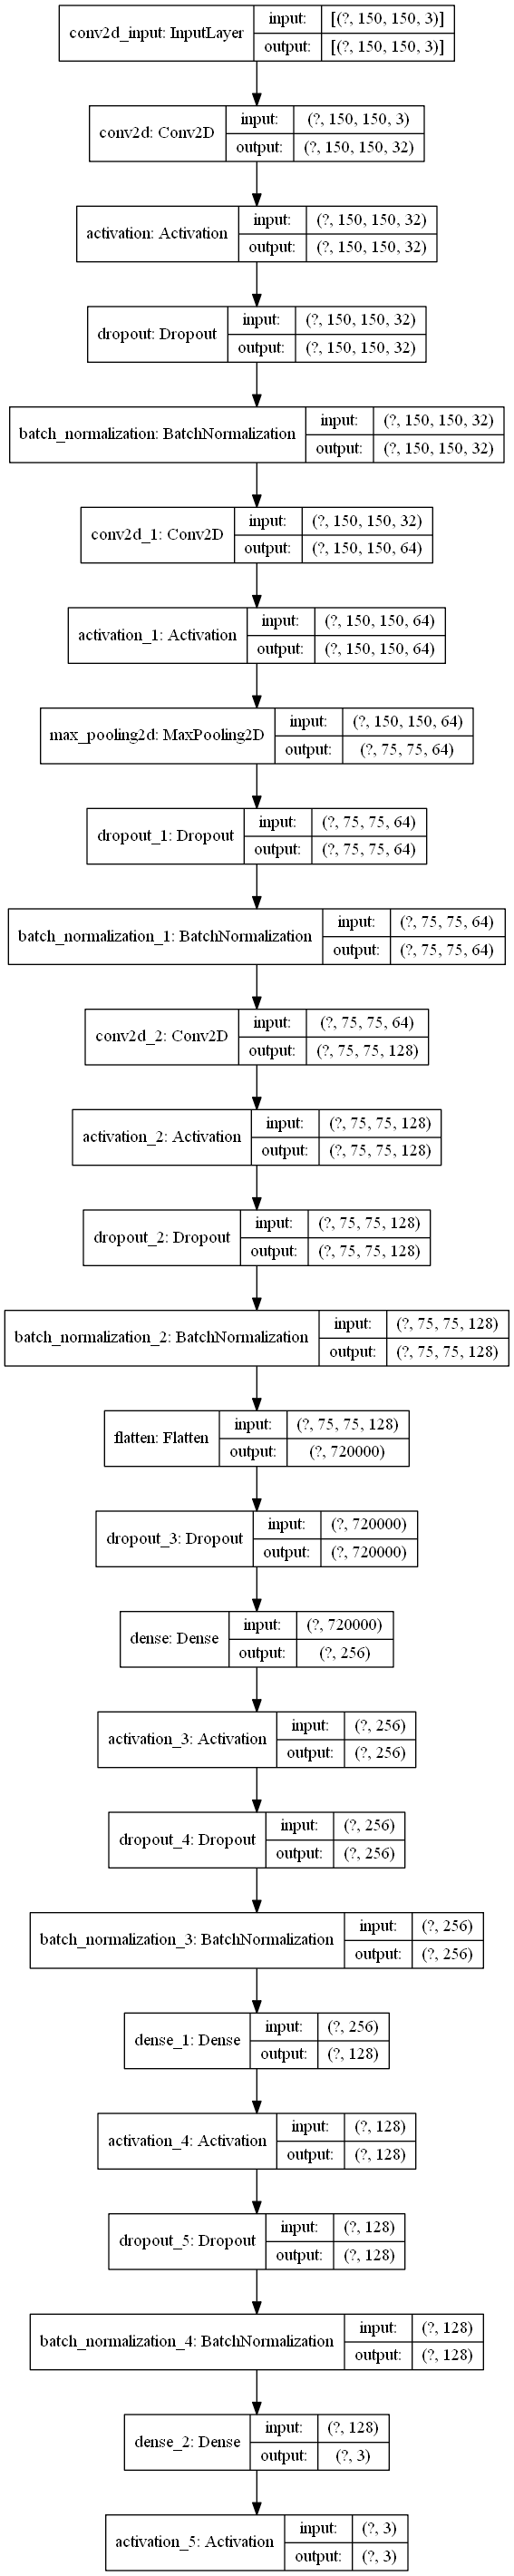 conv2d_input: InputLayer
input: [(?, 150, 150, 3)]
output: [(?, 150, 150, 3)]
conv2d: Conv2D
input: (?, 150, 150, 3)
output: (?, 150, 150, 32)
activation: Activation
input: (?, 150, 150, 32)
output: (?, 150, 150, 32)
dropout: Dropout
input: (?, 150, 150, 32)
output: (?, 150, 150, 32)
batch_normalization: BatchNormalization
input: (?, 150, 150, 32)
output: (?, 150, 150, 32)
conv2d_1: Conv2D
input: (?, 150, 150, 32)
output: (?, 150, 150, 64)
activation_1: Activation
input: (?, 150, 150, 64)
output: (?, 150, 150, 64)
max_pooling2d: MaxPooling2D
input: (?, 150, 150, 64)
output: (?, 75, 75, 64)
dropout_1: Dropout
input: (?, 75, 75, 64)
output: (?, 75, 75, 64)
batch_normalization_1: BatchNormalization
input: (?, 75, 75, 64)
output: (?, 75, 75, 64)
conv2d_2: Conv2D
input: (?, 75, 75, 64)
output: (?, 75, 75, 128)
activation_2: Activation
input: (?, 75, 75, 128)
output: (?, 75, 75, 128)
dropout_2: Dropout
input: (?, 75, 75, 128)
output: (?, 75, 75, 128)
batch_normalization_2: BatchNormalization
input: (?, 75, 75, 128)
output: (?, 75, 75, 128)
flatten: Flatten
input: (?, 75, 75, 128)
output: (?, 720000)
dropout_3: Dropout
input: (?, 720000)
output: (?, 720000)
dense: Dense
input: (?, 720000)
output: (?, 256)
activation_3: Activation
input: (?, 256)
output: (?, 256)
dropout_4: Dropout
input: (?, 256)
output: (?, 256)
batch_normalization_3: BatchNormalization
input: (?, 256)
output: (?, 256)
dense_1: Dense
input: (?, 256)
output: (?, 128)
activation_4: Activation
input: (?, 128)
output: (?, 128)
dropout_5: Dropout
input: (?, 128)
output: (?, 128)
batch_normalization_4: BatchNormalization
input: (?, 128)
output: (?, 128)
dense_2: Dense
input: (?, 128)
output: (?, 3)
activation_5: Activation
input: (?, 3)
output: (?, 3)